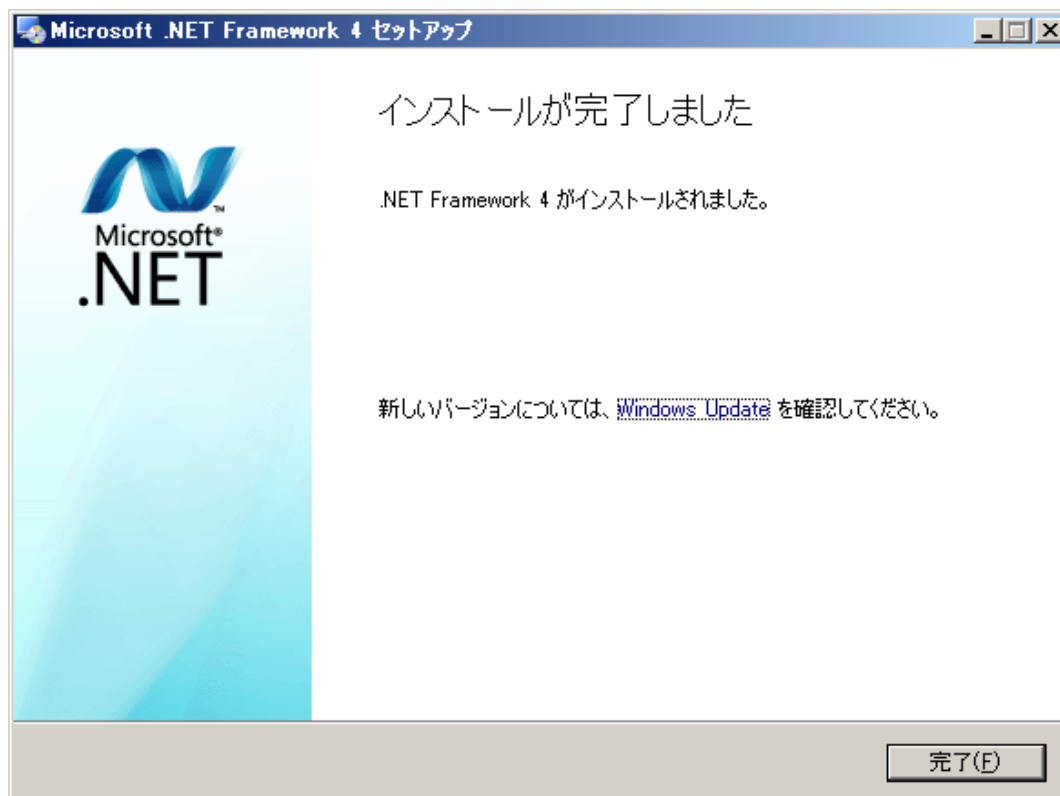 Microsoft .NET Framework 4 セットアップ
インストールが完了しました
.NET Framework 4 がインストールされました。
Microsoft®
.NET
™
新しいバージョンについては、Windows Update を確認してください。
完了(F)